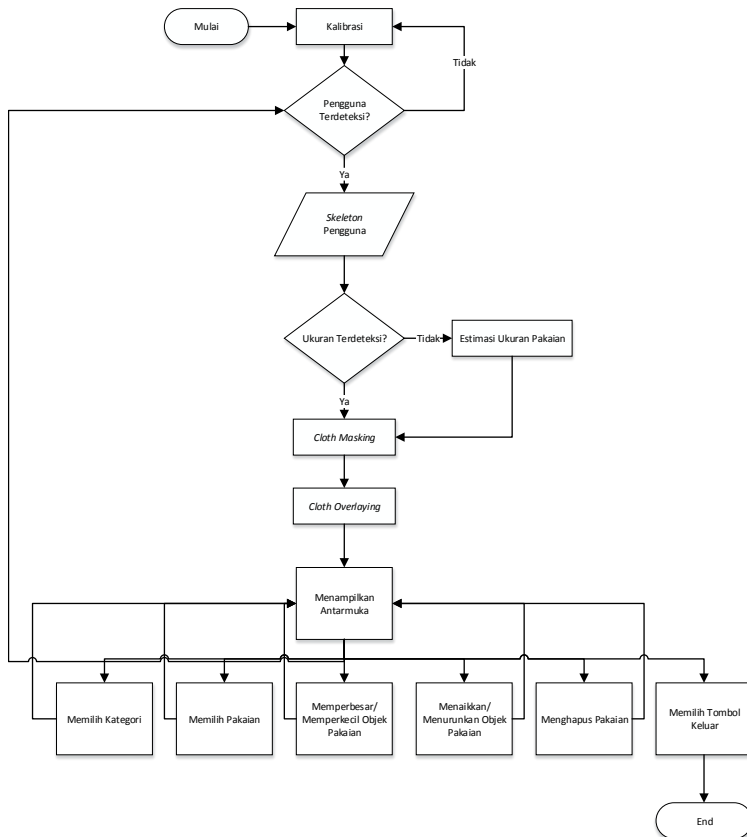 Mulai
Kalibrasi
Tidak
Pengguna
Terdeteksi?
Ya
Skeleton
Pengguna
Ukuran Terdeteksi?
Tidak
Estimasi Ukuran Pakaian
Ya
Cloth Masking
Cloth Overlaying
Menampilkan
Antarmuka
Memilih Kategori
Memilih Pakaian
Memperbesar/
Memperkecil Objek
Pakaian
Menaikkan/
Menurunkan Objek
Pakaian
Menghapus Pakaian
Memilih Tombol
Keluar
End